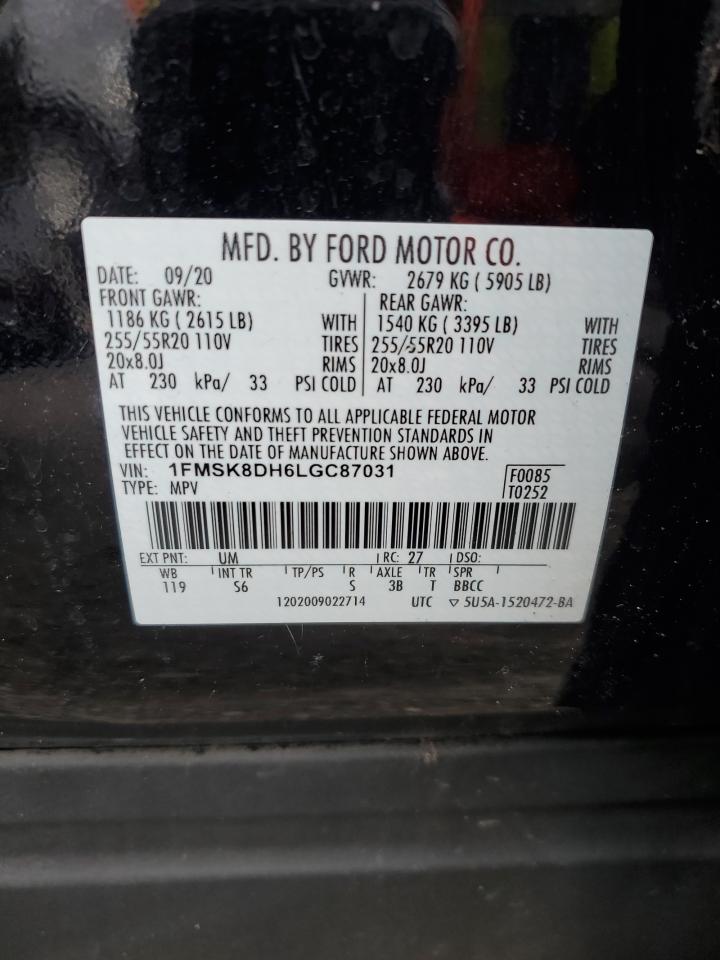 MFD. BY FORD MOTOR CO.
DATE: 09/20 GVWR: 2679 KG ( 5905 LB)
FRONT GAWR: REAR GAWR:
1186 KG ( 2615 LB) WITH 1540 KG ( 3395 LB) WITH
255/55R20 110V TIRES 255/55R20 110V TIRES
20x8.0J RIMS 20x8.0J RIMS
AT 230 kPa/ 33 PSI COLD AT 230 kPa/ 33 PSI COLD
THIS VEHICLE CONFORMS TO ALL APPLICABLE FEDERAL MOTOR
VEHICLE SAFETY AND THEFT PREVENTION STANDARDS IN
EFFECT ON THE DATE OF MANUFACTURE SHOWN ABOVE.
VIN: 1FMSK8DH6LGC87031 F0085
TYPE: MPV T0252
EXT PNT: UM RC: 27 DSO:
WB INT TR TP/PS R AXLE TR SPR
119 S6 S 3B T BBCC
1202009022714 UTC ▽ 5U5A-1520472-BA